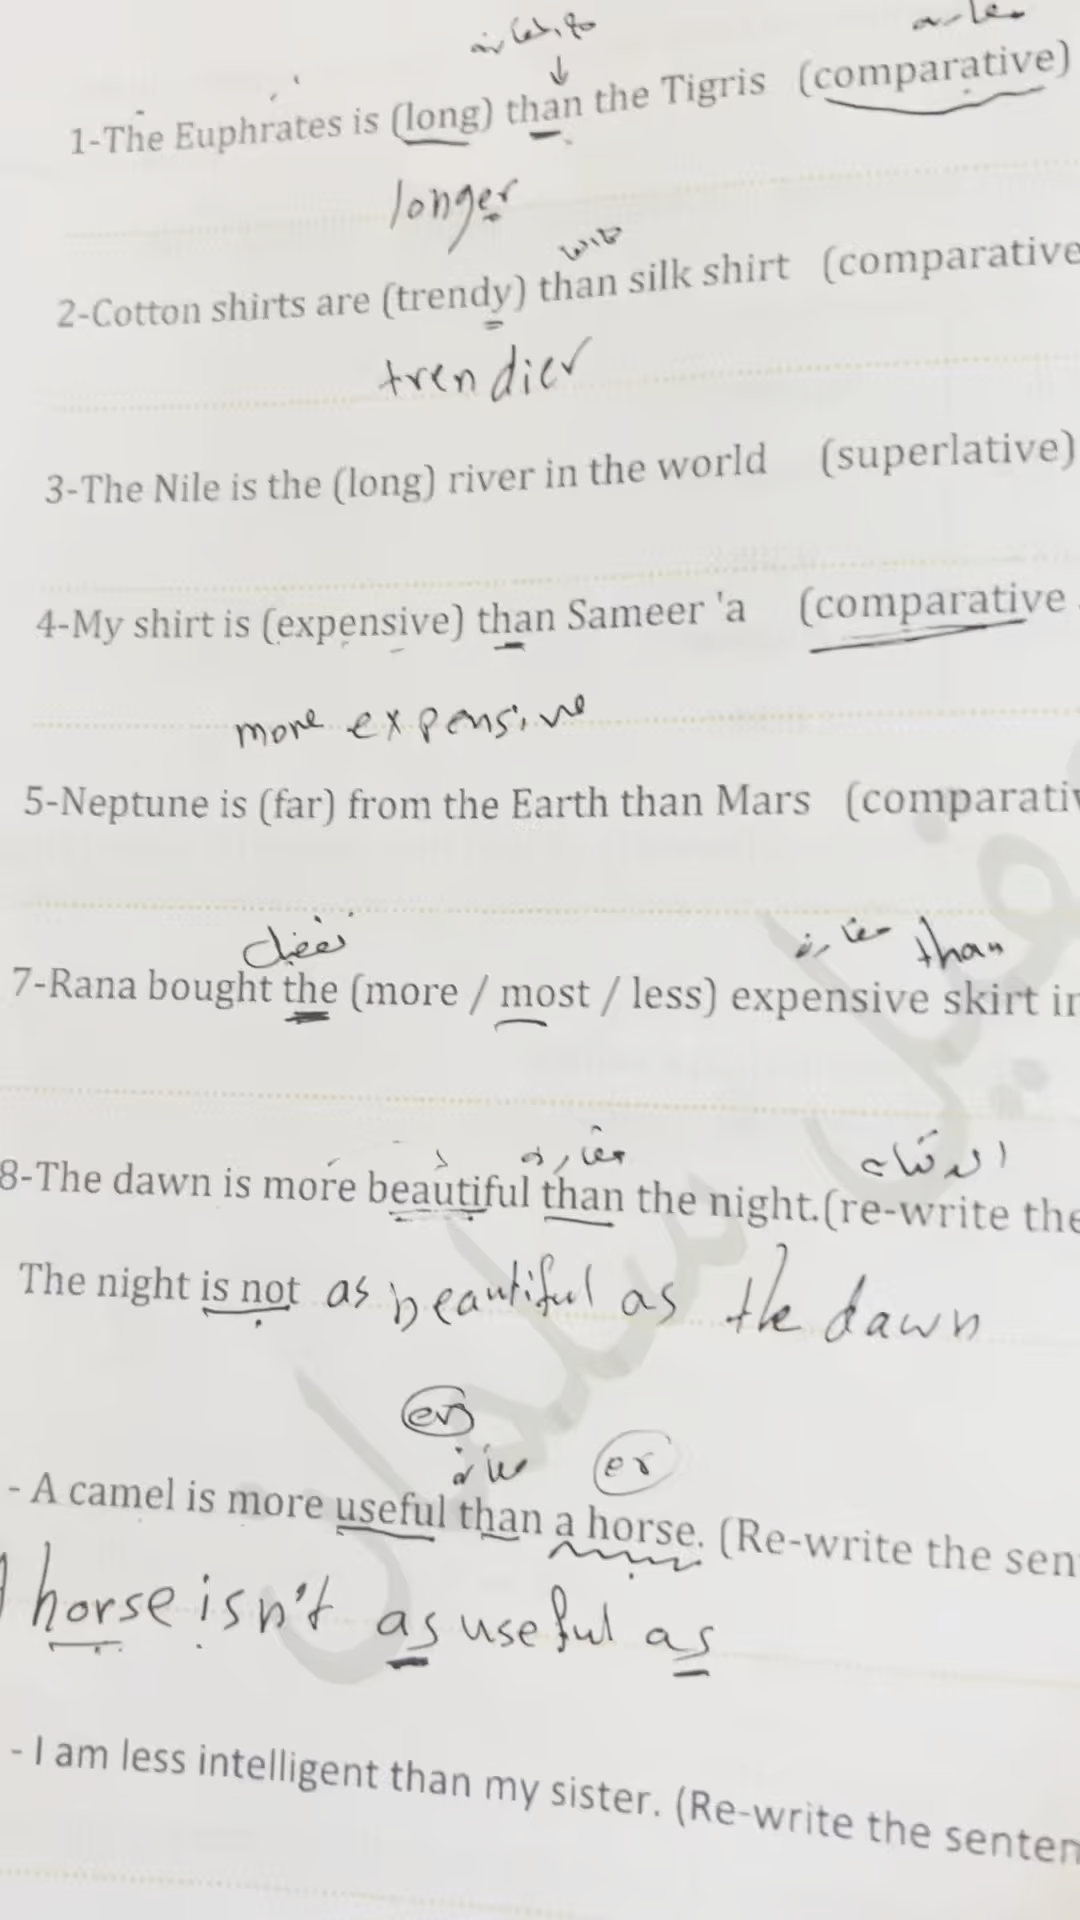 مقارنة
1-The Euphrates is (long) than the Tigris (comparative)
longer
2-Cotton shirts are (trendy) than silk shirt (comparative
trendier
3-The Nile is the (long) river in the world (superlative)
4-My shirt is (expensive) than Sameer 'a (comparative
more expensive
5-Neptune is (far) from the Earth than Mars (comparativ
تفضيل مقارنة than
7-Rana bought the (more / most / less) expensive skirt in
مقارنة
8-The dawn is more beautiful than the night.(re-write the
The night is not as beautiful as the dawn
er
- A camel is more useful than a horse. (Re-write the sen
horse isn't as useful as
- I am less intelligent than my sister. (Re-write the senten